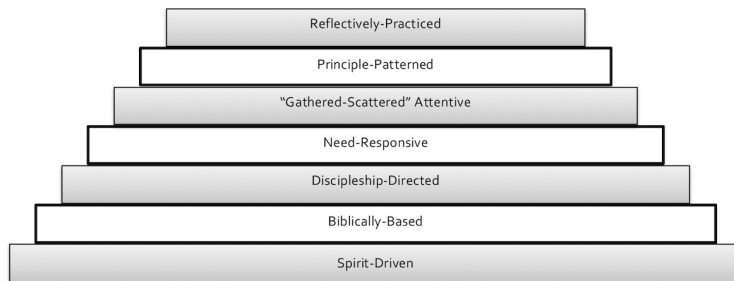 Reflectively-Practiced
Principle-Patterned
“Gathered-Scattered” Attentive
Need-Responsive
Discipleship-Directed
Biblically-Based
Spirit-Driven